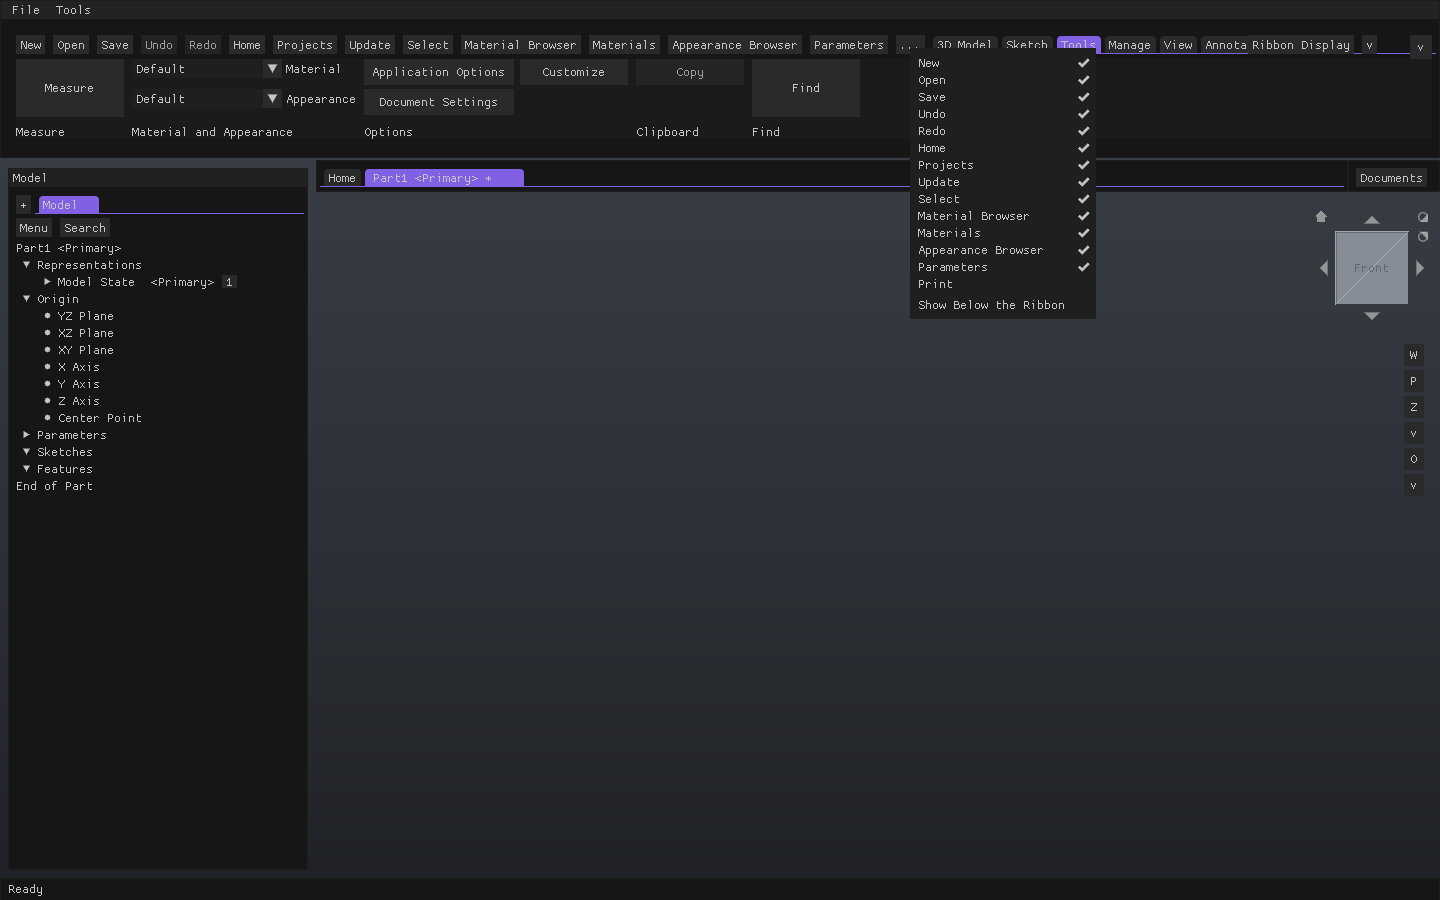 File Tools
New Open Save Undo Redo Home Projects Update Select Material Browser Materials Appearance Browser Parameters ... 3D Model Sketch Tools Manage View Annota Ribbon Display v v
Measure
Default Material
Default Appearance
Application Options Customize Copy
Document Settings
Find
Measure Material and Appearance Options Clipboard Find
New
Open
Save
Undo
Redo
Home
Projects
Update
Select
Material Browser
Materials
Appearance Browser
Parameters
Print
Show Below the Ribbon
Model
+ Model
Menu Search
Part1 <Primary>
Representations
Model State <Primary> 1
Origin
YZ Plane
XZ Plane
XY Plane
X Axis
Y Axis
Z Axis
Center Point
Parameters
Sketches
Features
End of Part
Home Part1 <Primary> * Documents
Front
W
P
Z
v
O
v
Ready